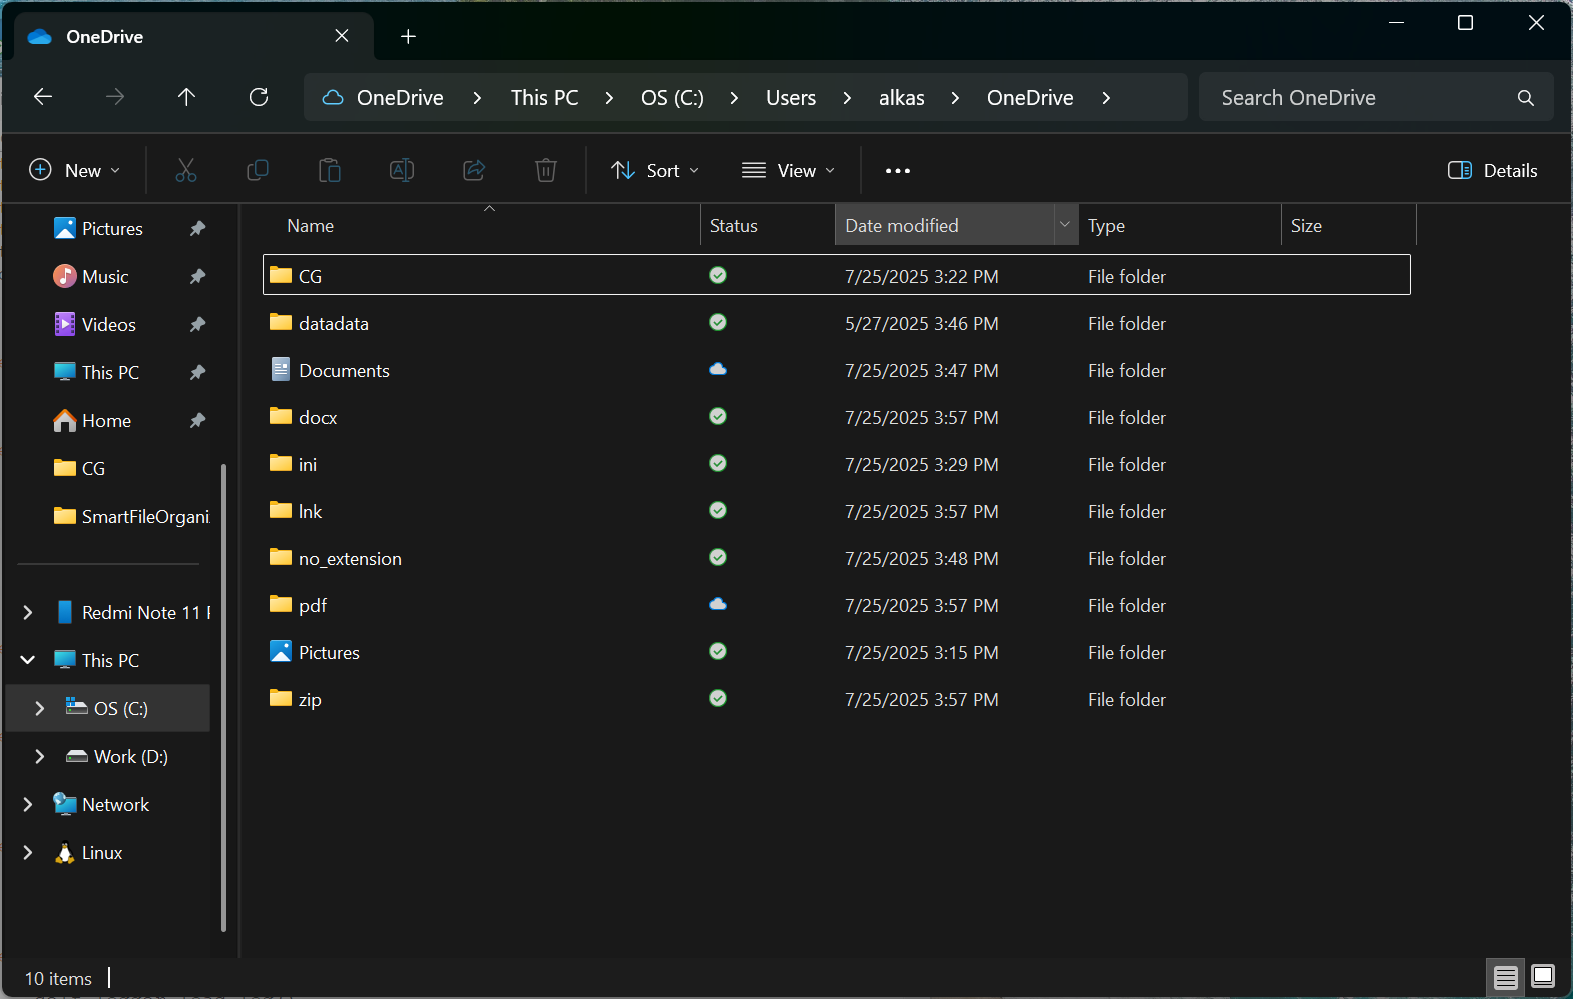 OneDrive
OneDrive > This PC > OS (C:) > Users > alkas > OneDrive >
Search OneDrive
New
Sort
View
Details
Pictures
Music
Videos
This PC
Home
CG
SmartFileOrgani
Redmi Note 11
This PC
OS (C:)
Work (D:)
Network
Linux
Name Status Date modified Type Size
CG 7/25/2025 3:22 PM File folder
datadata 5/27/2025 3:46 PM File folder
Documents 7/25/2025 3:47 PM File folder
docx 7/25/2025 3:57 PM File folder
ini 7/25/2025 3:29 PM File folder
lnk 7/25/2025 3:57 PM File folder
no_extension 7/25/2025 3:48 PM File folder
pdf 7/25/2025 3:57 PM File folder
Pictures 7/25/2025 3:15 PM File folder
zip 7/25/2025 3:57 PM File folder
10 items